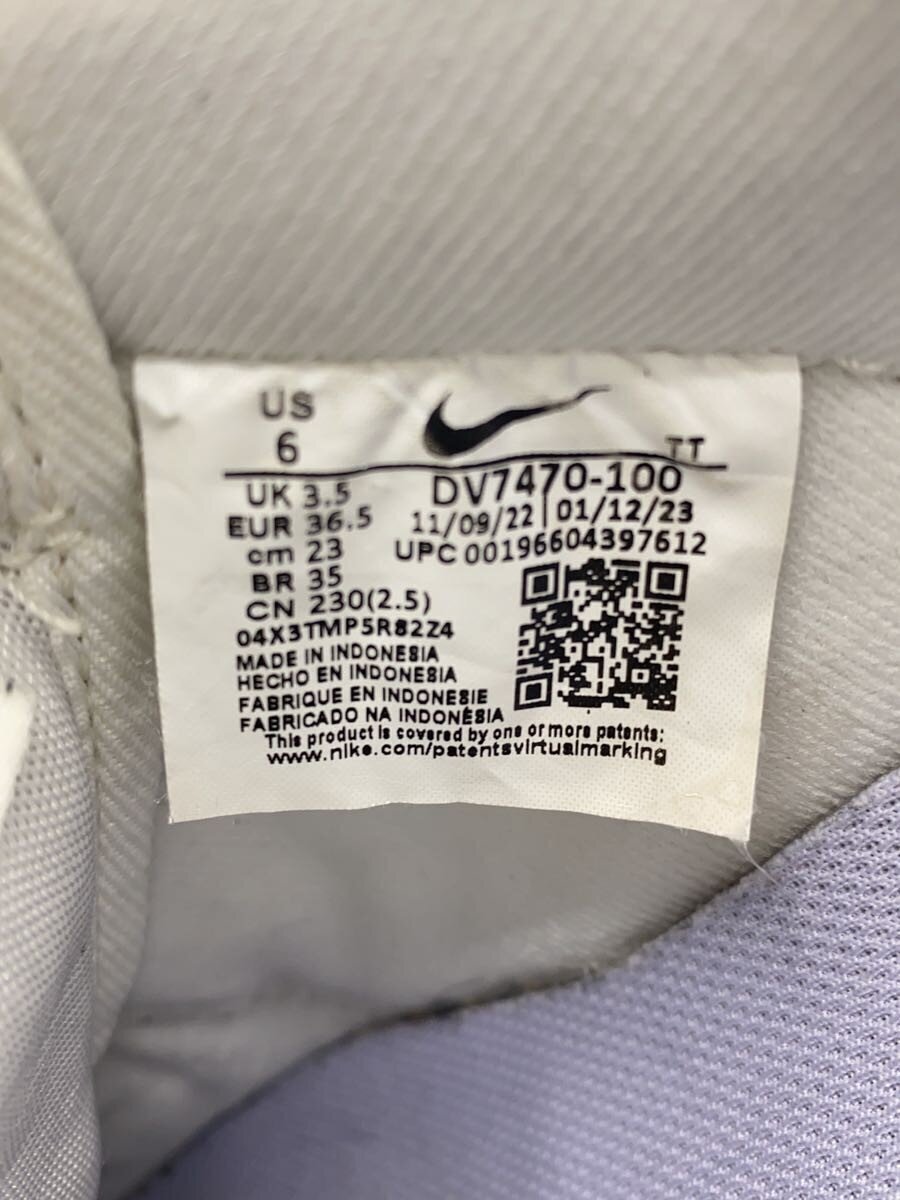 US
6
TT
UK 3.5
EUR 36.5
cm 23
BR 35
CN 230(2.5)
DV7470-100
11/09/22 | 01/12/23
UPC 00196604397612
04X3TMP5R82Z4
MADE IN INDONESIA
HECHO EN INDONESIA
FABRIQUE EN INDONESIE
FABRICADO NA INDONÉSIA
This product is covered by one or more patents:
www.nike.com/patentsvirtualmarking